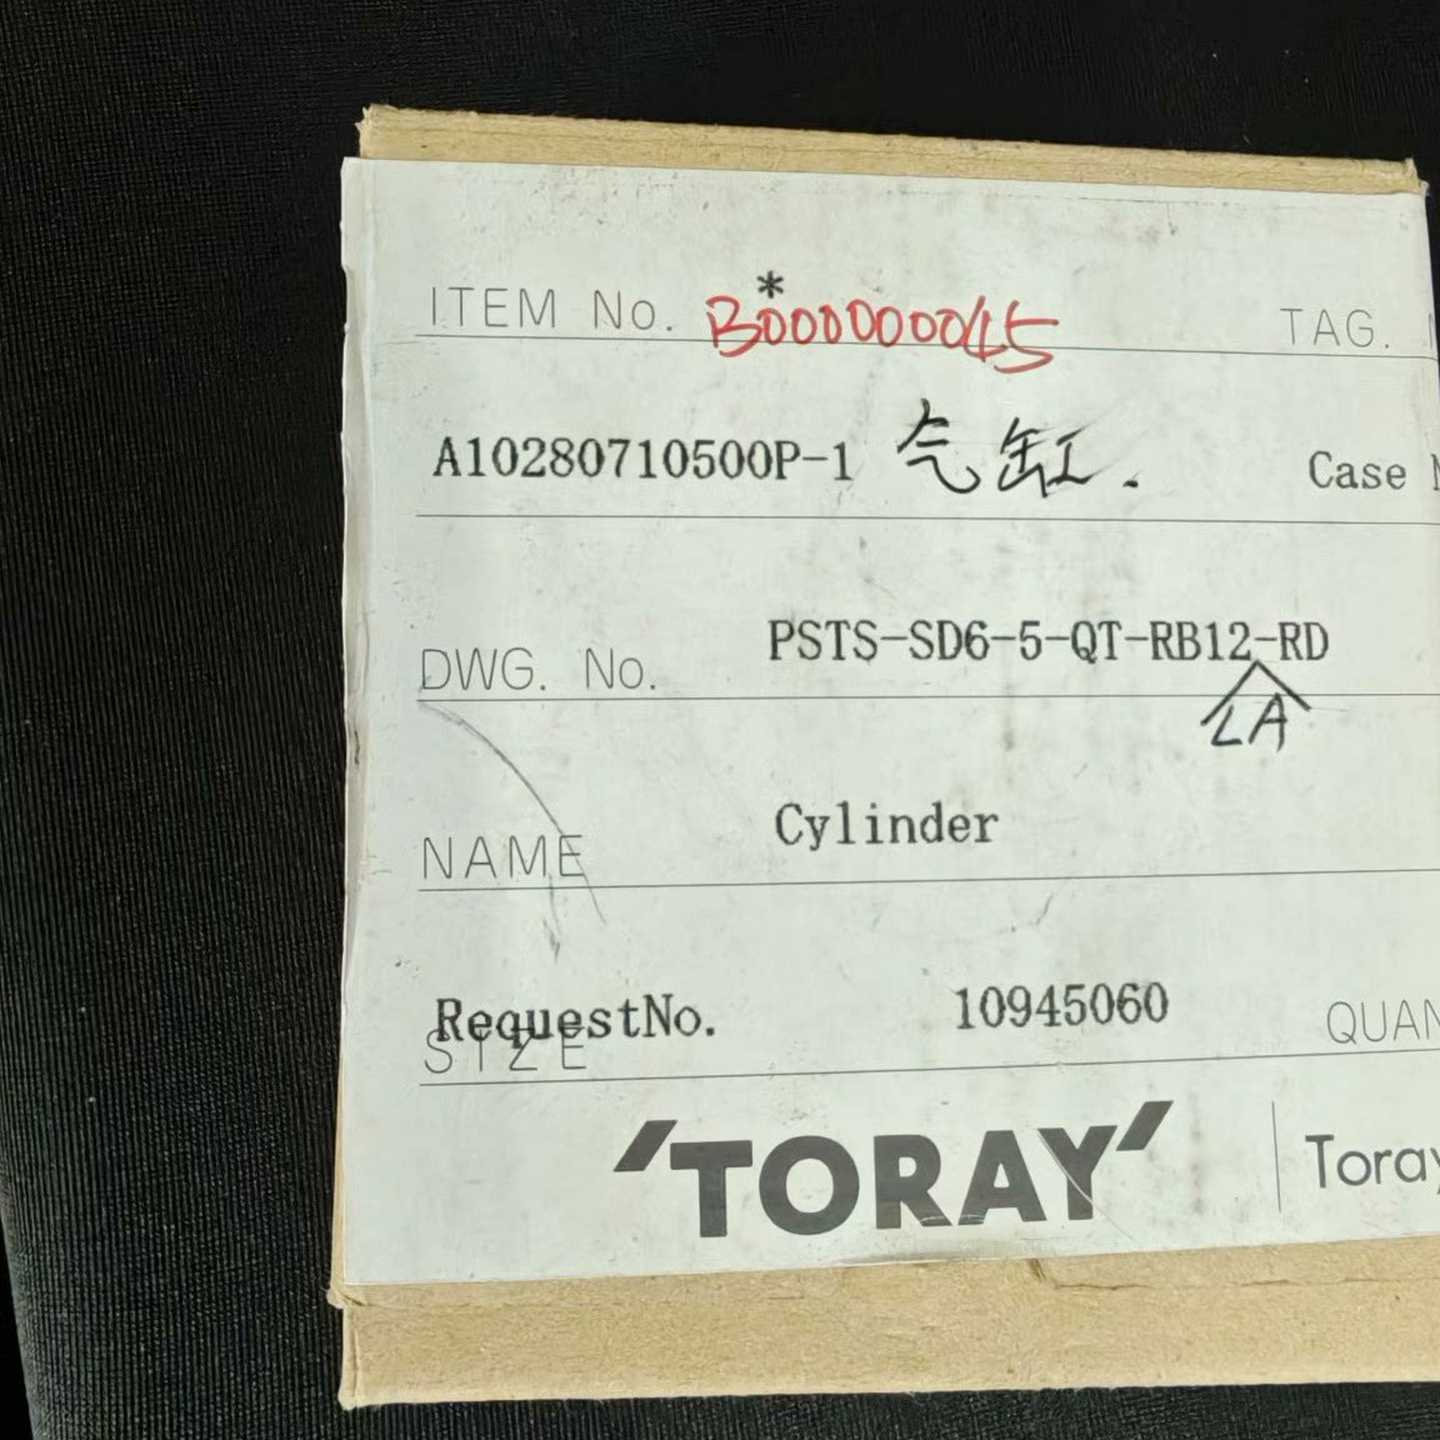 *
ITEM No. B000000045 TAG.
A10280710500P-1 气缸. Case
DWG. No. PSTS-SD6-5-QT-RB12-RD
LA
NAME Cylinder
RequestNo. 10945060
SIZE QUAN
'TORAY' Toray